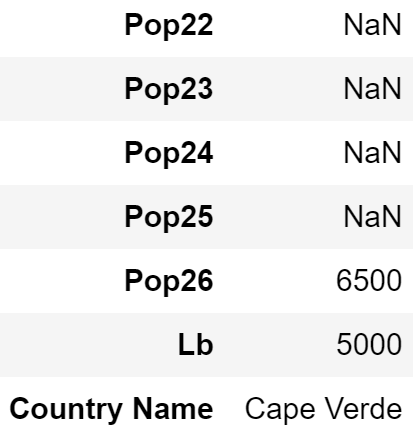 Pop22 NaN
Pop23 NaN
Pop24 NaN
Pop25 NaN
Pop26 6500
Lb 5000
Country Name Cape Verde